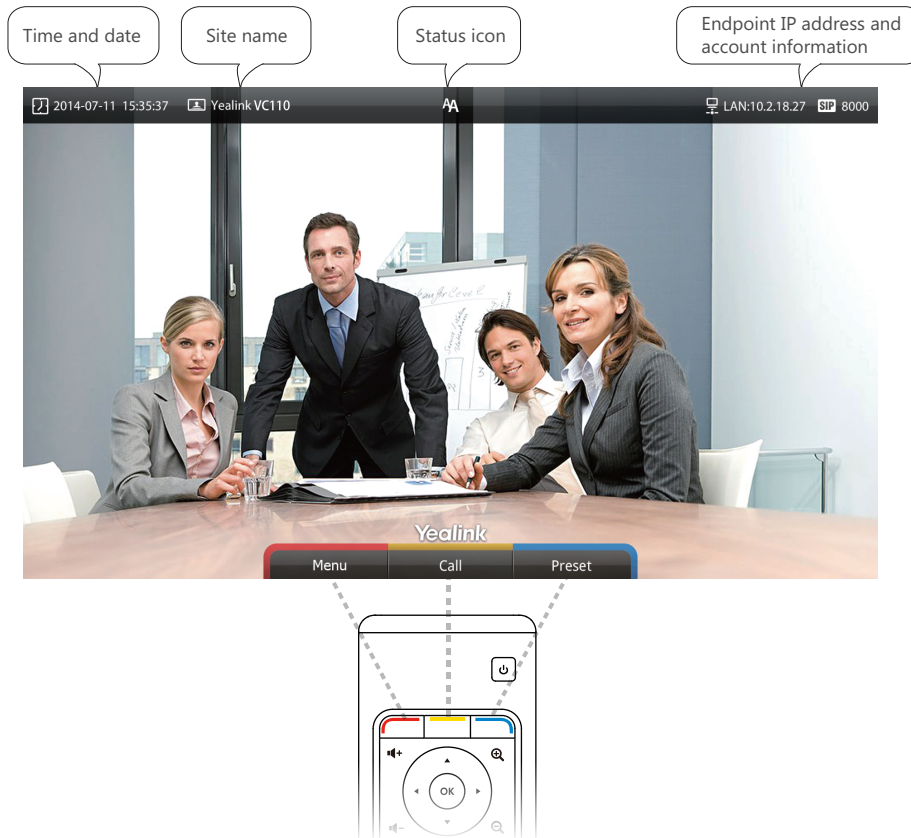 Time and date
Site name
Status icon
Endpoint IP address and
account information
2014-07-11 15:35:37
Yealink VC110
AA
LAN:10.2.18.27
SIP 8000
Yealink
Menu
Call
Preset
+
OK
-